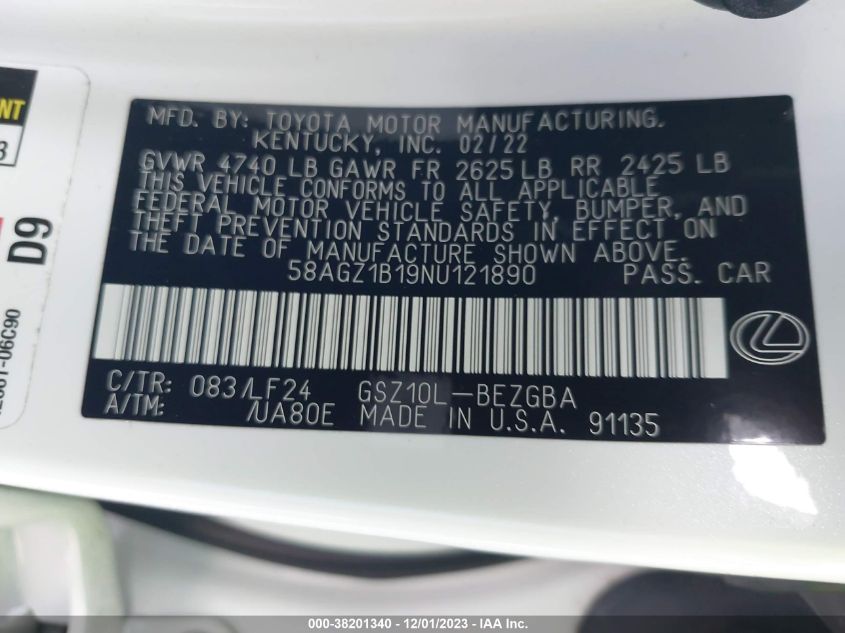 NT
3
D9
MFD. BY: TOYOTA MOTOR MANUFACTURING,
KENTUCKY, INC. 02/22
GVWR 4740 LB GAWR FR 2625 LB RR 2425 LB
THIS VEHICLE CONFORMS TO ALL APPLICABLE
FEDERAL MOTOR VEHICLE SAFETY, BUMPER, AND
THEFT PREVENTION STANDARDS IN EFFECT ON
THE DATE OF MANUFACTURE SHOWN ABOVE.
58AGZ1B19NU121890 PASS. CAR
C/TR: 083/LF24 GSZ10L-BEZGBA
A/TM: /UA80E MADE IN U.S.A. 91135
000-38201340 - 12/01/2023 - IAA Inc.